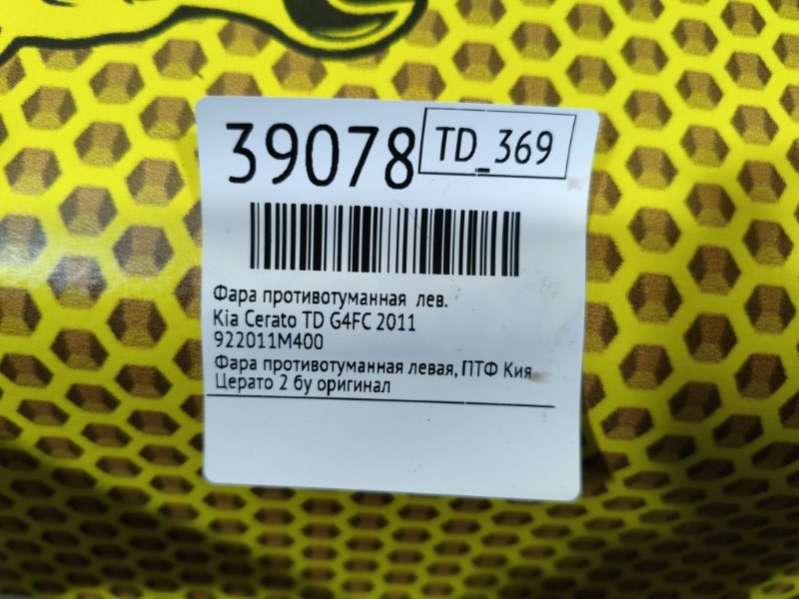 39078 TD_369
Фара противотуманная лев.
Kia Cerato TD G4FC 2011
922011M400
Фара противотуманная левая, ПТФ Кия
Церато 2 бу оригинал